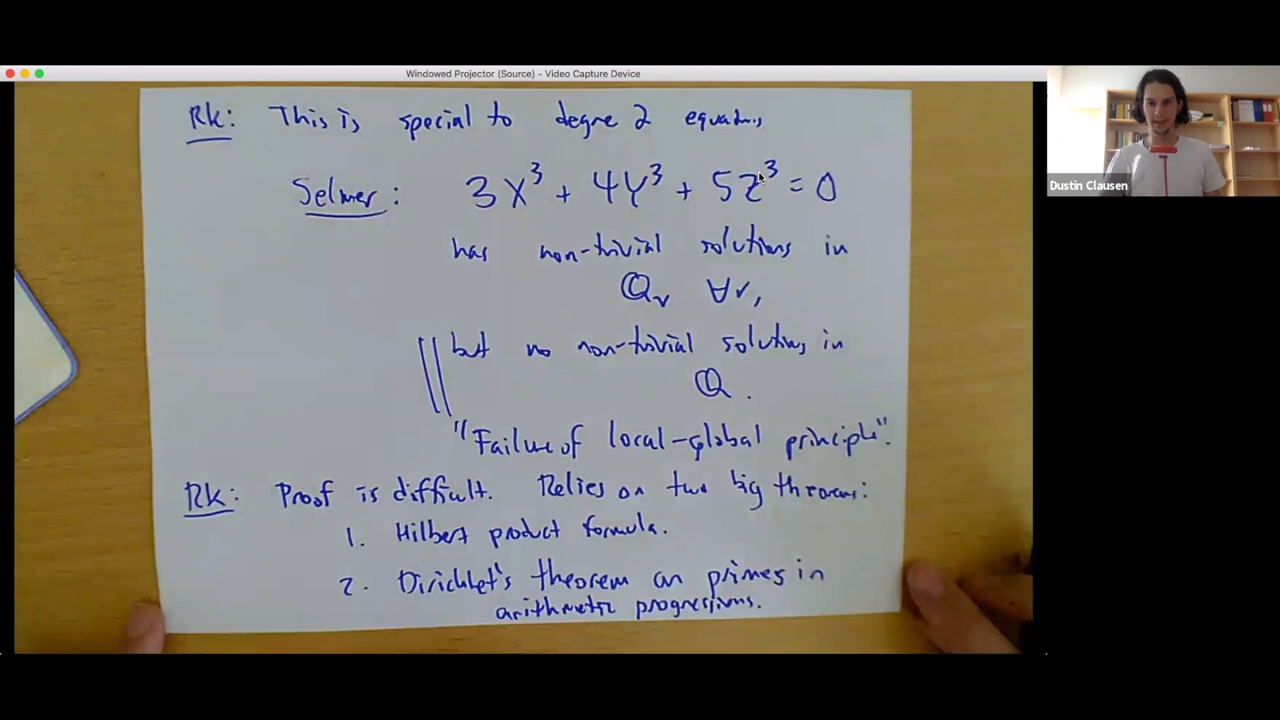 Windowed Projector (Source) - Video Capture Device
Rk: This is special to degree 2 equations
Selmer: 3X³ + 4Y³ + 5Z³ = 0
Dustin Clausen
has non-trivial solutions in
ℚᵥ ∀v,
but no non-trivial solutions in
ℚ.
"Failure of local-global principle".
Rk: Proof is difficult. Relies on two big theorems:
1. Hilbert product formula.
2. Dirichlet's theorem on primes in
arithmetic progressions.